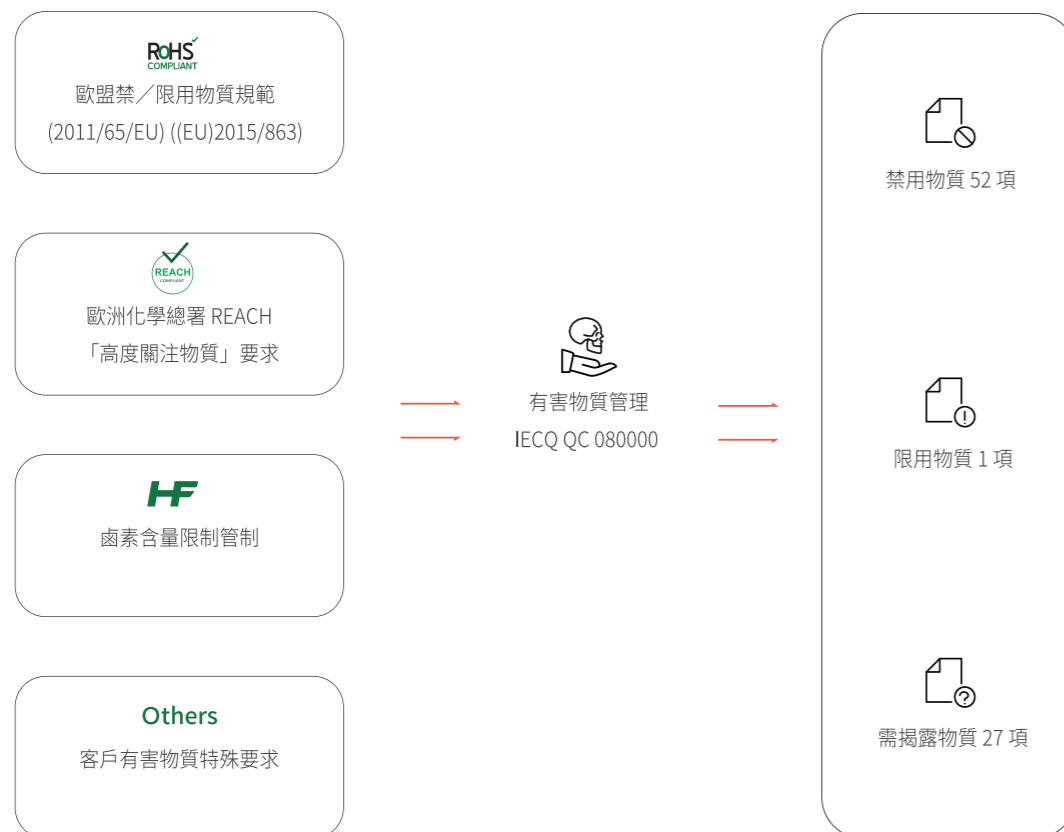 RoHS
COMPLIANT
歐盟禁／限用物質規範
(2011/65/EU) ((EU)2015/863)
REACH
COMPLIANT
歐洲化學總署 REACH
「高度關注物質」要求
HF
鹵素含量限制管制
Others
客戶有害物質特殊要求
有害物質管理
IECQ QC 080000
禁用物質 52 項
限用物質 1 項
需揭露物質 27 項